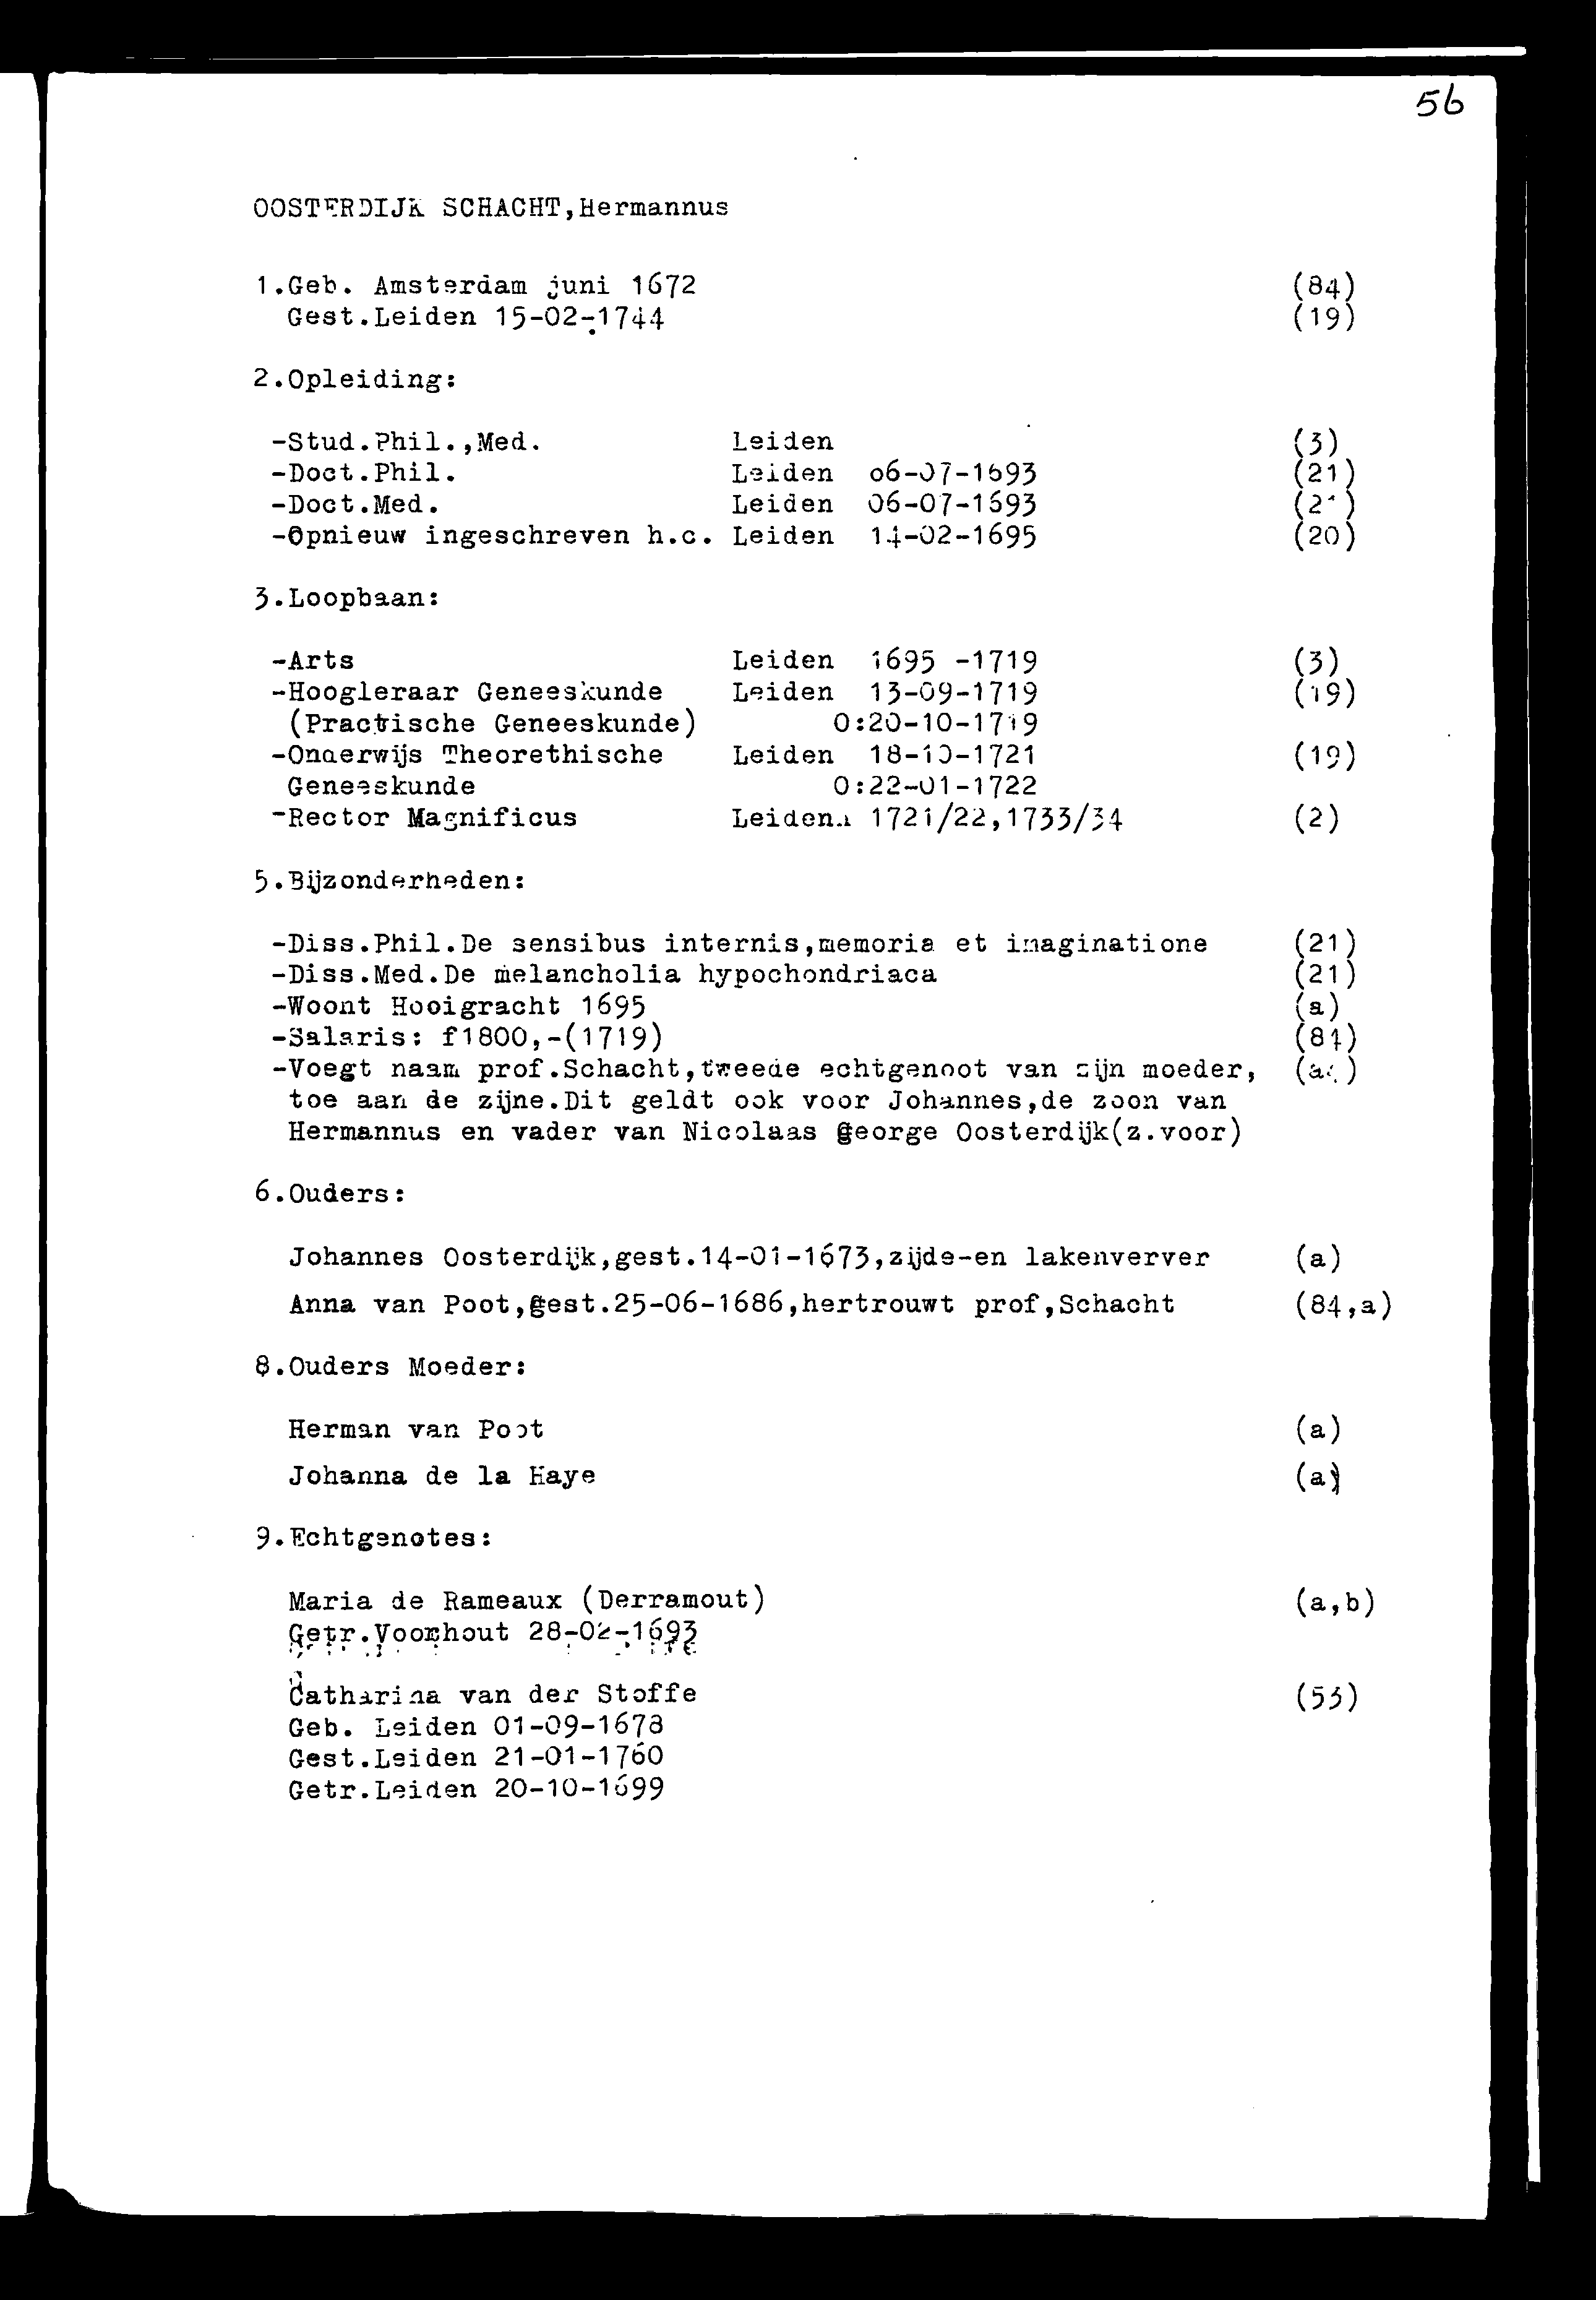 56
OOSTERDIJK SCHACHT,Hermannus
1.Geb. Amsterdam juni 1672 (84)
Gest.Leiden 15-02-1744 (19)
2.Opleiding:
-Stud.Phil.,Med. Leiden (3)
-Doct.Phil. Leiden 06-07-1693 (21)
-Doct.Med. Leiden 06-07-1693 (21)
-Opnieuw ingeschreven h.c. Leiden 14-02-1695 (20)
3.Loopbaan:
-Arts Leiden 1695 -1719 (3)
-Hoogleraar Geneeskunde Leiden 13-09-1719 (19)
(Practische Geneeskunde) O:20-10-1719
-Onderwijs Theorethische Leiden 18-10-1721 (19)
Geneeskunde O:22-01-1722
-Rector Magnificus Leiden 1721/22,1733/34 (2)
5.Bijzonderheden:
-Diss.Phil.De sensibus internis,memoria et imaginatione (21)
-Diss.Med.De melancholia hypochondriaca (21)
-Woont Hooigracht 1695 (a)
-Salaris: f1800,-(1719) (84)
-Voegt naam prof.Schacht,tweede echtgenoot van zijn moeder,
toe aan de zijne.Dit geldt ook voor Johannes,de zoon van
Hermannus en vader van Nicolaas george Oosterdijk(z.voor)
6.Ouders:
Johannes Oosterdijk,gest.14-01-1673,zijde-en lakenverver (a)
Anna van Poot,gest.25-06-1686,hertrouwt prof,Schacht (84,a)
8.Ouders Moeder:
Herman van Poot (a)
Johanna de la Haye (a)
9.Echtgenotes:
Maria de Rameaux (Derramout) (a,b)
Getr.Voorhout 28-02-1693
Catharina van der Stoffe (53)
Geb. Leiden 01-09-1678
Gest.Leiden 21-01-1760
Getr.Leiden 20-10-1699